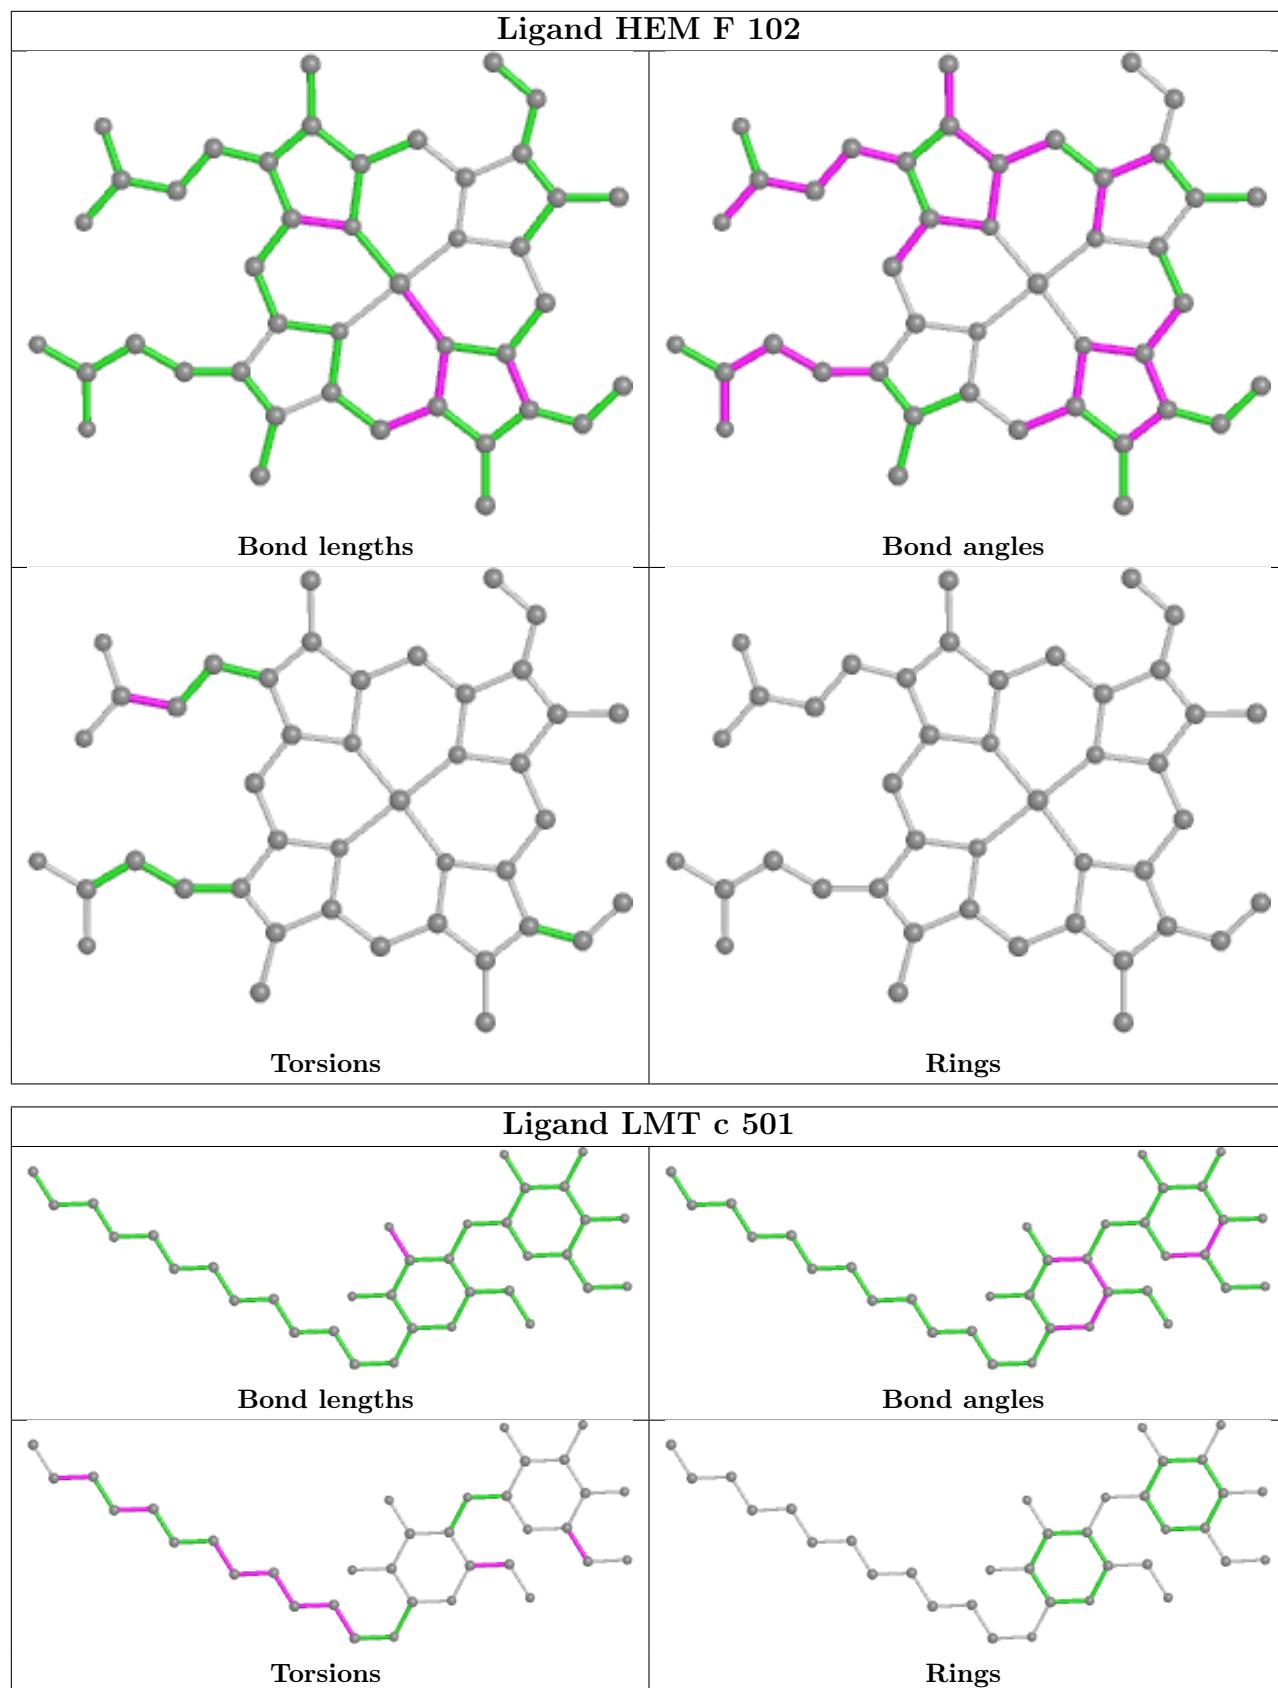 Ligand HEM F 102
Bond lengths
Bond angles
Torsions
Rings
Ligand LMT c 501
Bond lengths
Bond angles
Torsions
Rings